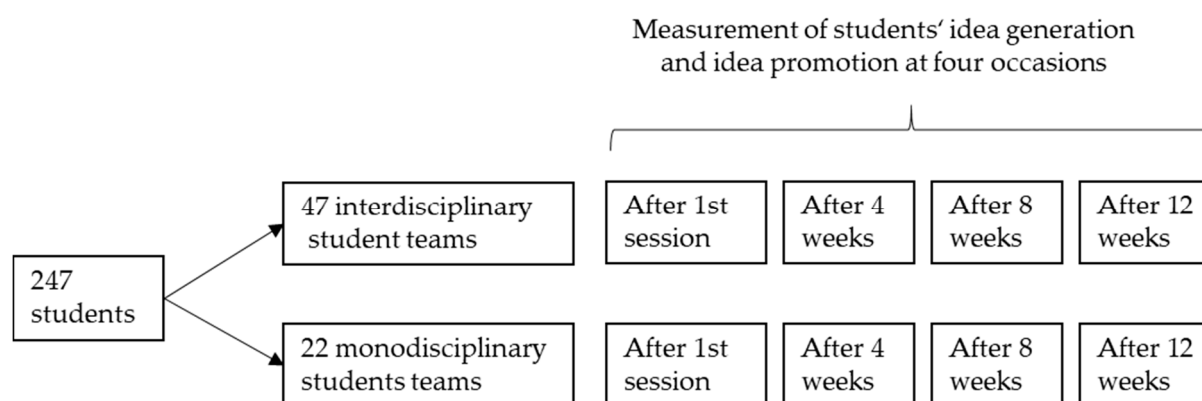 Measurement of students‘ idea generation
and idea promotion at four occasions
47 interdisciplinary
student teams
After 1st
session
After 4
weeks
After 8
weeks
After 12
weeks
247
students
22 monodisciplinary
students teams
After 1st
session
After 4
weeks
After 8
weeks
After 12
weeks